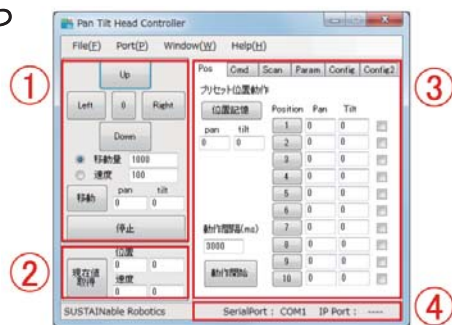 つ
Pan Tilt Head Controller
File(F) Port(P) Window(W) Help(H)
①
Up
Left 0 Right
Down
移動量 1000
速度 100
pan tilt
移動 0 0
停止
②
位置
現在値取得 0 0
速度
0 0
③
Pos Cmd Scan Param Config Config2
プリセット位置動作
位置記憶
pan tilt
0 0
動作間隔(ms)
3000
動作開始
Position Pan Tilt
1 0 0
2 0 0
3 0 0
4 0 0
5 0 0
6 0 0
7 0 0
8 0 0
9 0 0
10 0 0
SUSTAINable Robotics
SerialPort : COM1 IP Port : ----
④